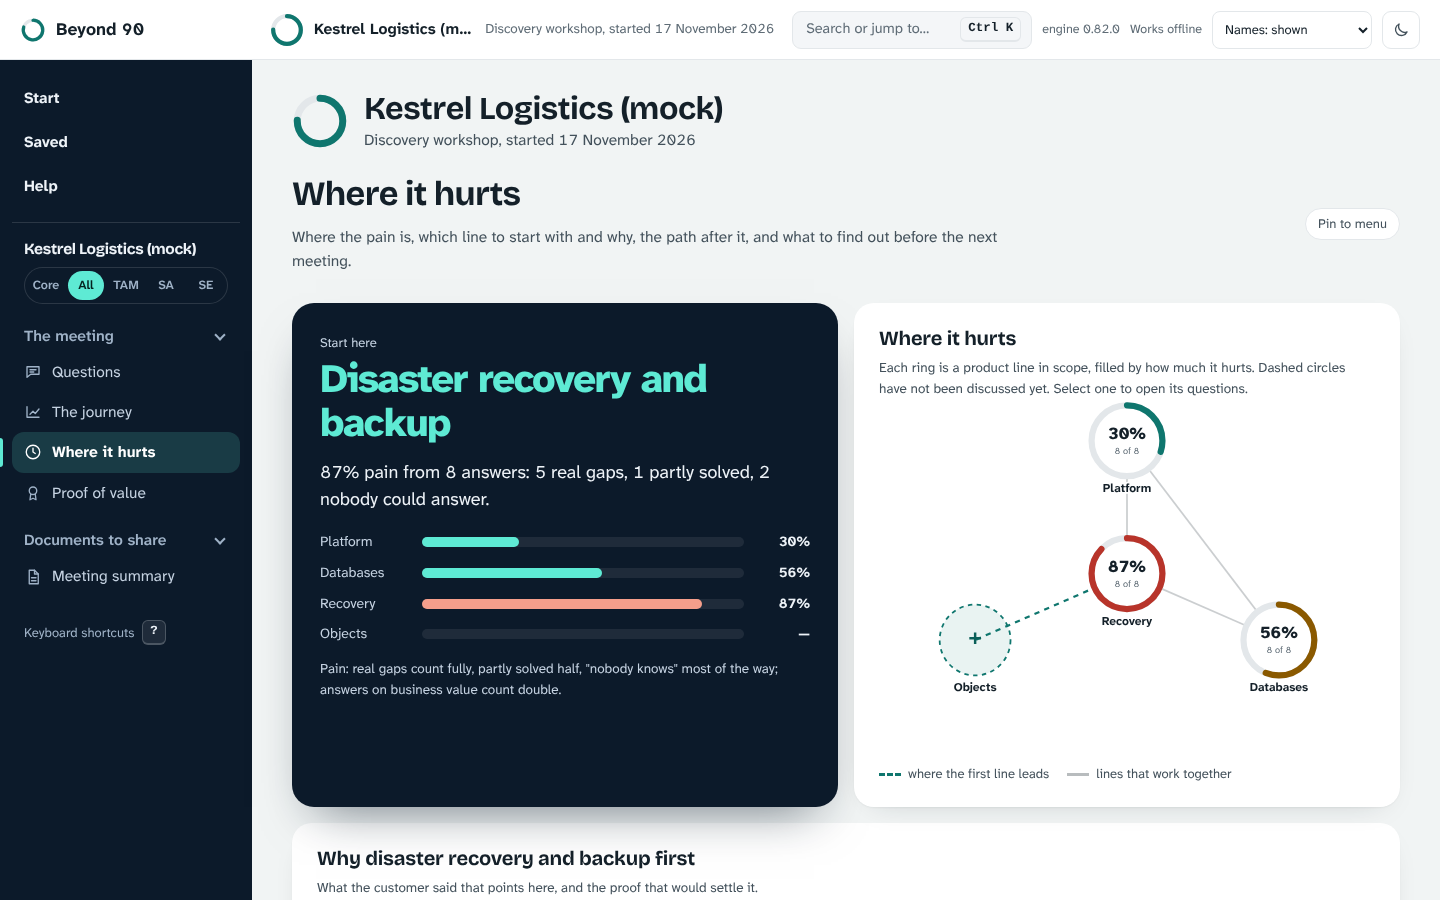 Beyond 90
Kestrel Logistics (m...
Discovery workshop, started 17 November 2026
Search or jump to...
Ctrl K
engine 0.82.0
Works offline
Names: shown
Start
Saved
Help
Kestrel Logistics (mock)
Core
All
TAM
SA
SE
The meeting
Questions
The journey
Where it hurts
Proof of value
Documents to share
Meeting summary
Keyboard shortcuts
?
Kestrel Logistics (mock)
Discovery workshop, started 17 November 2026
Where it hurts
Where the pain is, which line to start with and why, the path after it, and what to find out before the next
meeting.
Pin to menu
Start here
Disaster recovery and
backup
87% pain from 8 answers: 5 real gaps, 1 partly solved, 2
nobody could answer.
Platform 30%
Databases 56%
Recovery 87%
Objects —
Pain: real gaps count fully, partly solved half, "nobody knows" most of the way;
answers on business value count double.
Where it hurts
Each ring is a product line in scope, filled by how much it hurts. Dashed circles
have not been discussed yet. Select one to open its questions.
30%
8 of 8
Platform
87%
8 of 8
Recovery
+
Objects
56%
8 of 8
Databases
where the first line leads
lines that work together
Why disaster recovery and backup first
What the customer said that points here, and the proof that would settle it.